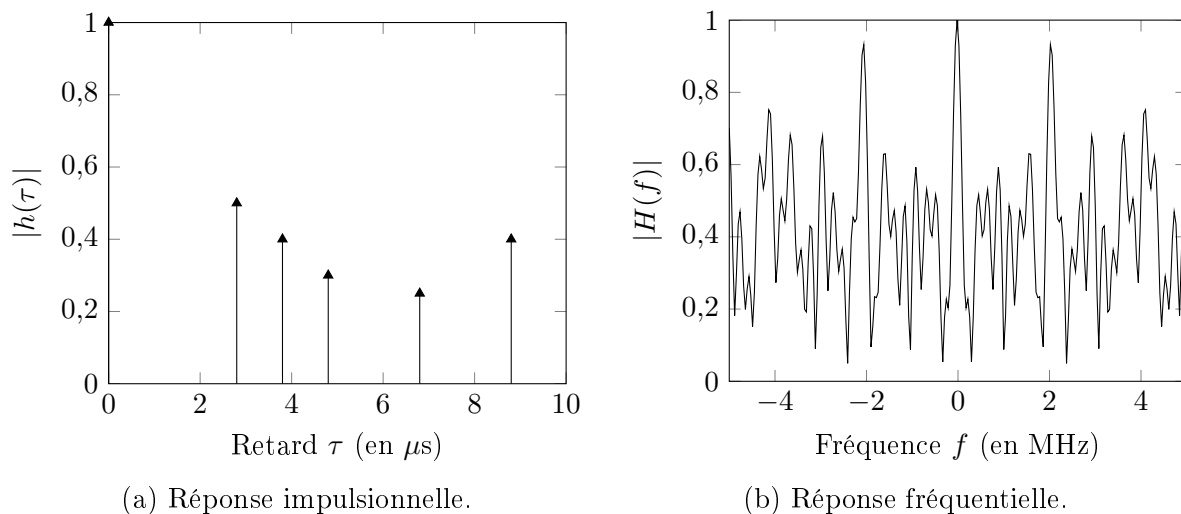 1
0,8
0,6
0,4
0,2
0
0 2 4 6 8 10
|h(τ)|
Retard τ (en μs)
(a) Réponse impulsionnelle.
1
0,8
0,6
0,4
0,2
0
−4 −2 0 2 4
|H(f)|
Fréquence f (en MHz)
(b) Réponse fréquentielle.